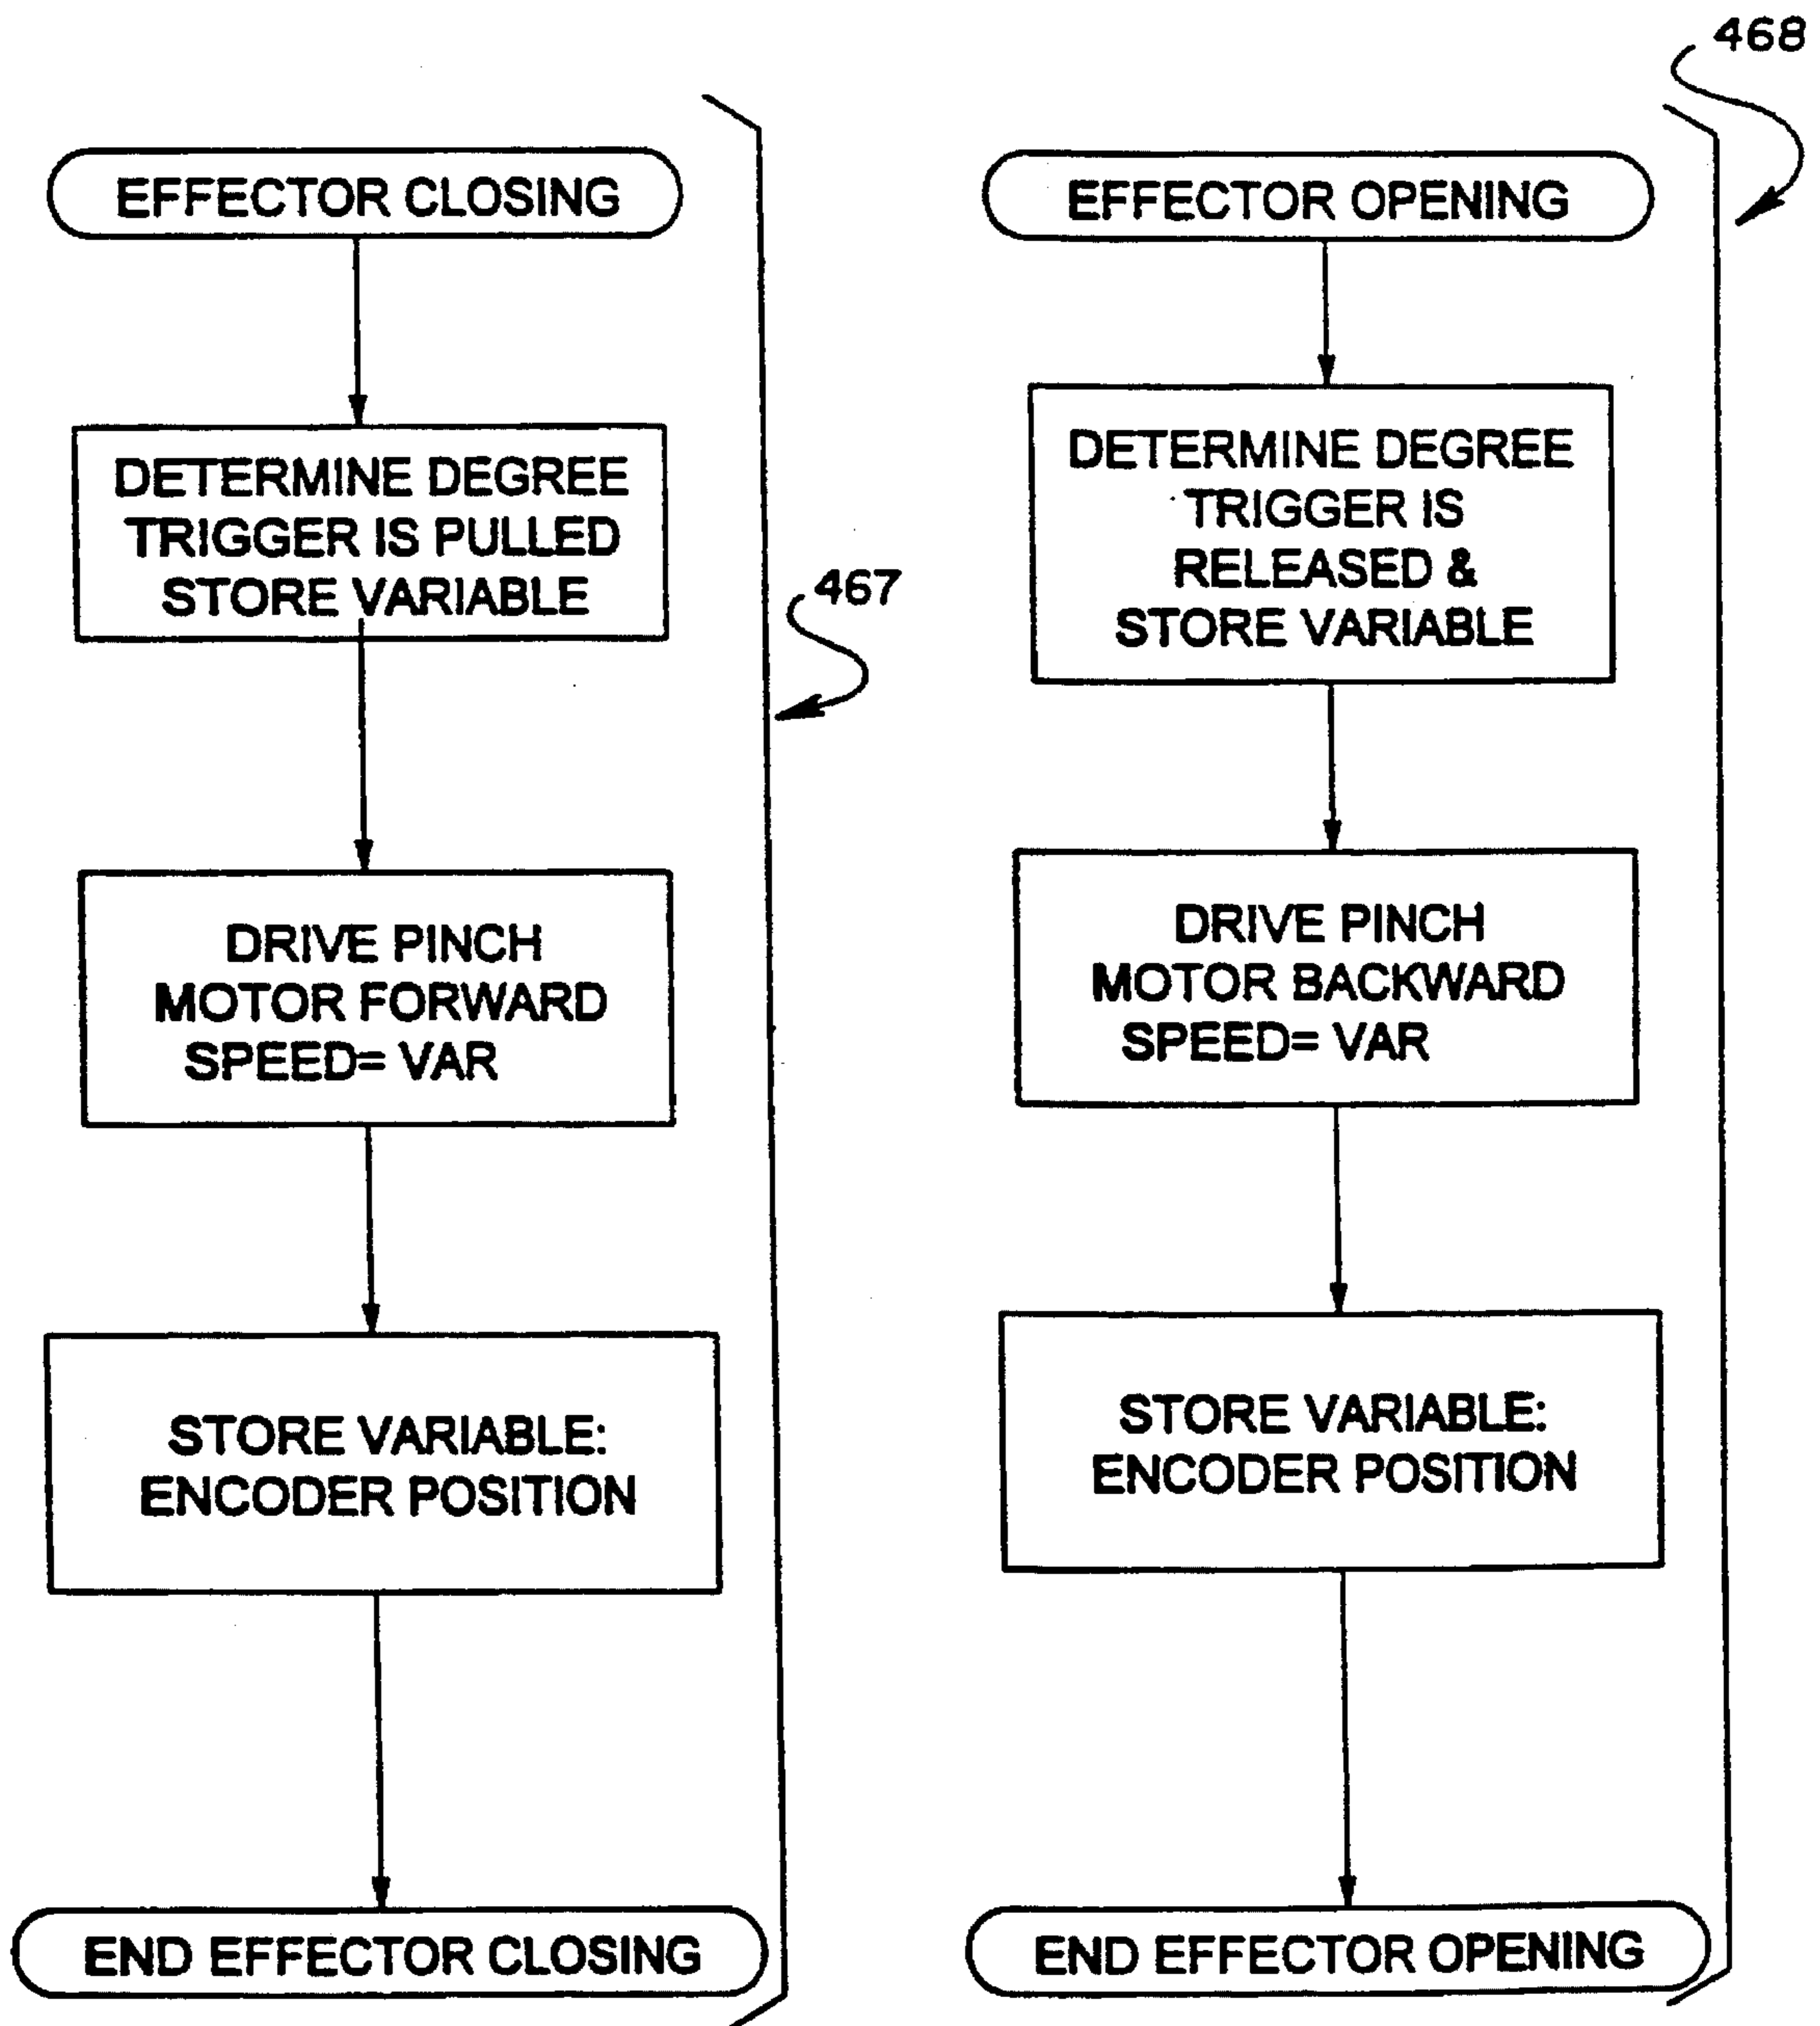 468
EFFECTOR CLOSING
DETERMINE DEGREE
TRIGGER IS PULLED
STORE VARIABLE
467
DRIVE PINCH
MOTOR FORWARD
SPEED= VAR
STORE VARIABLE:
ENCODER POSITION
END EFFECTOR CLOSING
EFFECTOR OPENING
DETERMINE DEGREE
TRIGGER IS
RELEASED &
STORE VARIABLE
DRIVE PINCH
MOTOR BACKWARD
SPEED= VAR
STORE VARIABLE:
ENCODER POSITION
END EFFECTOR OPENING